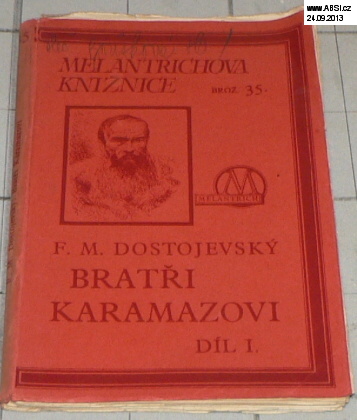 www.ABSI.cz
24.09.2013
MELANTRICHOVA
KNIŽNICE
BROŽ. 35·-
MELANTRICH
F. M. DOSTOJEVSKÝ
BRATŘI
KARAMAZOVI
DÍL I.